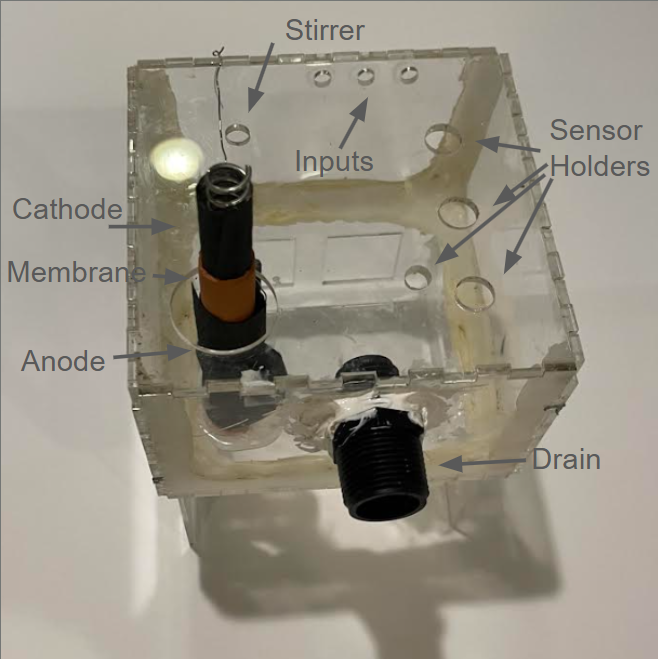 Stirrer
Inputs
Sensor
Holders
Cathode
Membrane
Anode
Drain